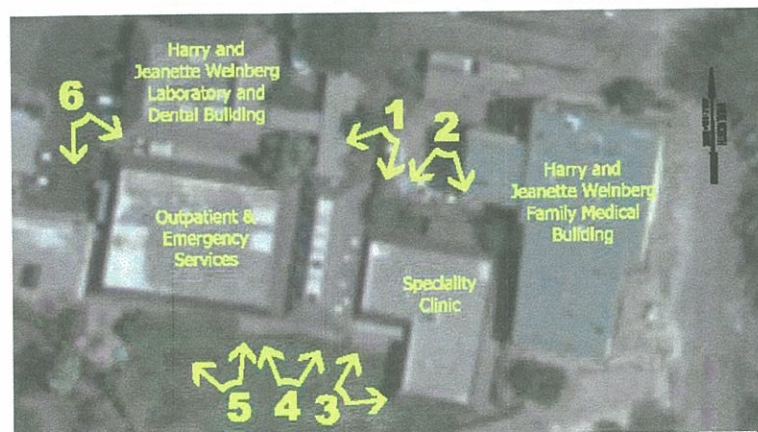 Harry and
Jeanette Weinberg
Laboratory and
Dental Building
6
1
2
Harry and
Jeanette Weinberg
Family Medical
Building
Outpatient &
Emergency
Services
Speciality
Clinic
5
4
3